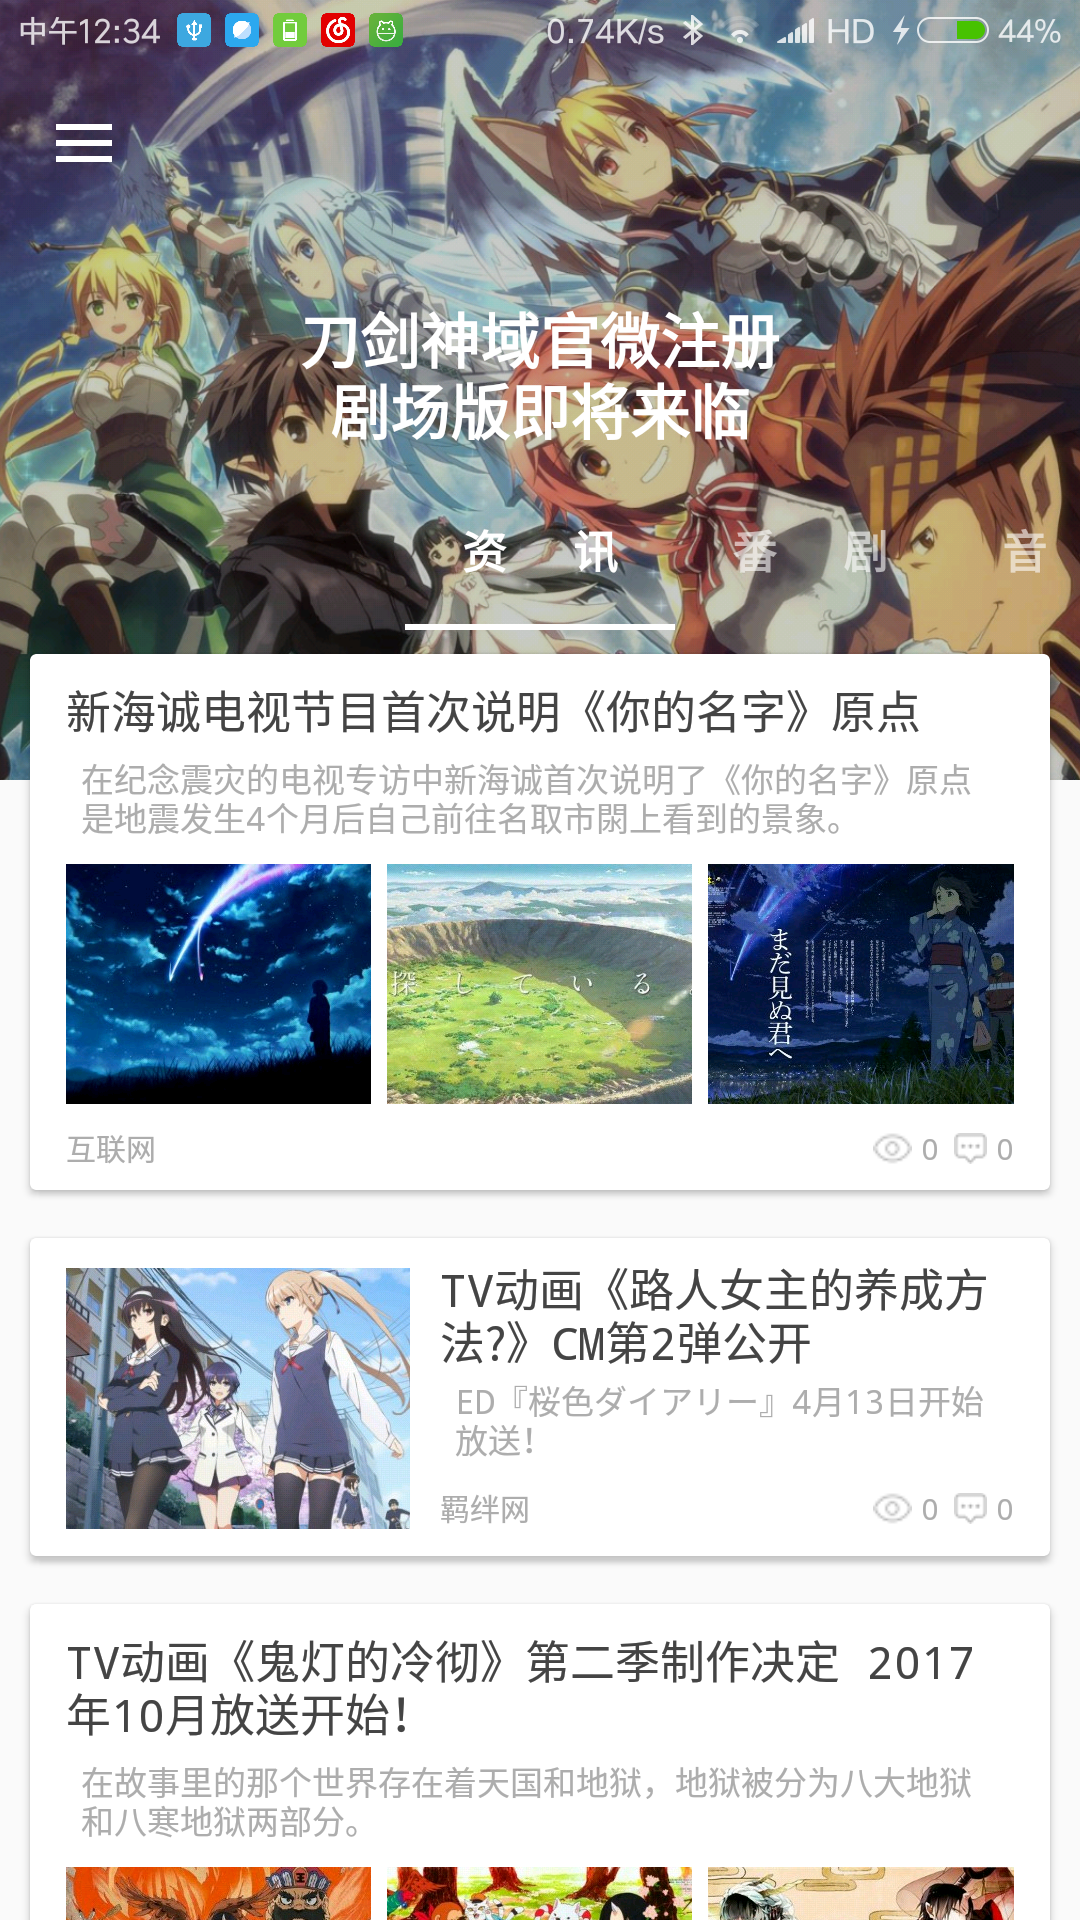 中午12:34
0.74K/s HD 44%
刀剑神域官微注册
剧场版即将来临
资 讯 番 剧 音
新海诚电视节目首次说明《你的名字》原点
在纪念震灾的电视专访中新海诚首次说明了《你的名字》原点
是地震发生4个月后自己前往名取市閖上看到的景象。
探している
まだ見ぬ君へ
互联网 0 0
TV动画《路人女主的养成方
法?》CM第2弹公开
ED『桜色ダイアリー』4月13日开始
放送!
羁绊网 0 0
TV动画《鬼灯的冷彻》第二季制作决定 2017
年10月放送开始!
在故事里的那个世界存在着天国和地狱，地狱被分为八大地狱
和八寒地狱两部分。
王